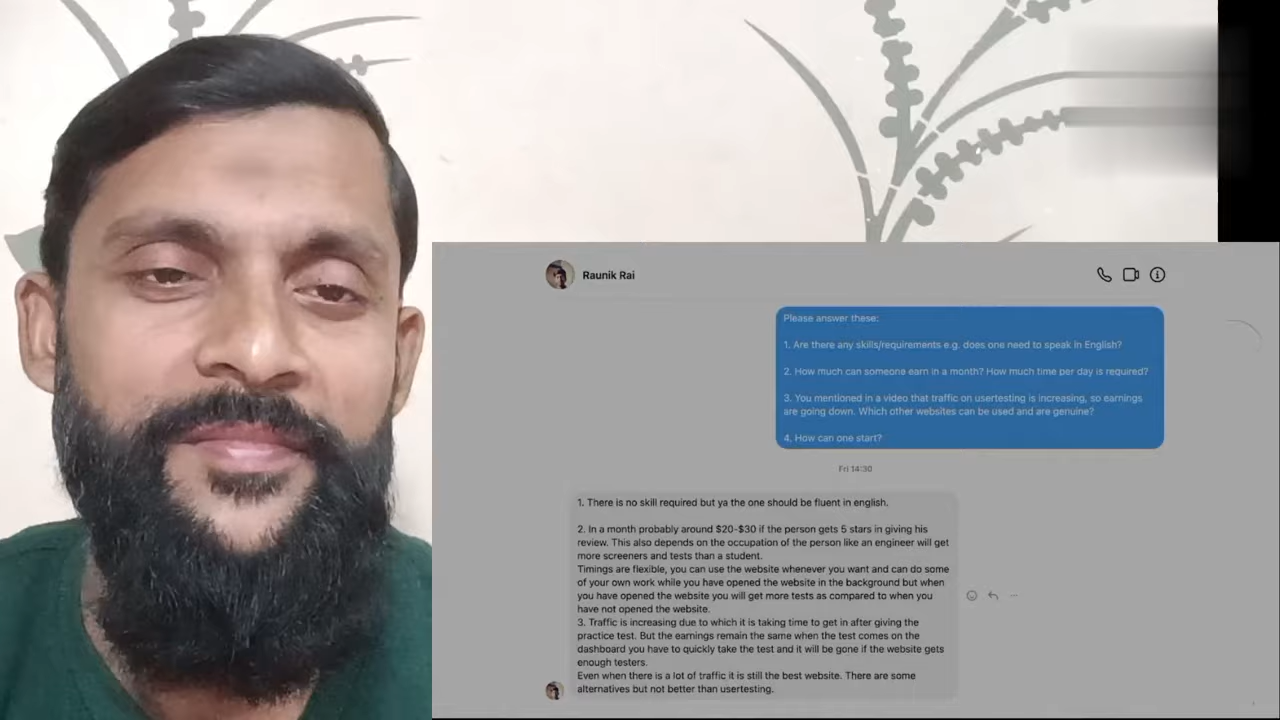 Raunik Rai
Please answer these:
1. Are there any skills/requirements e.g. does one need to speak in English?
2. How much can someone earn in a month? How much time per day is required?
3. You mentioned in a video that traffic on usertesting is increasing, so earnings
are going down. Which other websites can be used and are genuine?
4. How can one start?
Fri 14:30
1. There is no skill required but ya the one should be fluent in english.
2. In a month probably around $20-$30 if the person gets 5 stars in giving his
review. This also depends on the occupation of the person like an engineer will get
more screeners and tests than a student.
Timings are flexible, you can use the website whenever you want and can do some
of your own work while you have opened the website in the background but when
you have opened the website you will get more tests as compared to when you
have not opened the website.
3. Traffic is increasing due to which it is taking time to get in after giving the
practice test. But the earnings remain the same when the test comes on the
dashboard you have to quickly take the test and it will be gone if the website gets
enough testers.
Even when there is a lot of traffic it is still the best website. There are some
alternatives but not better than usertesting.